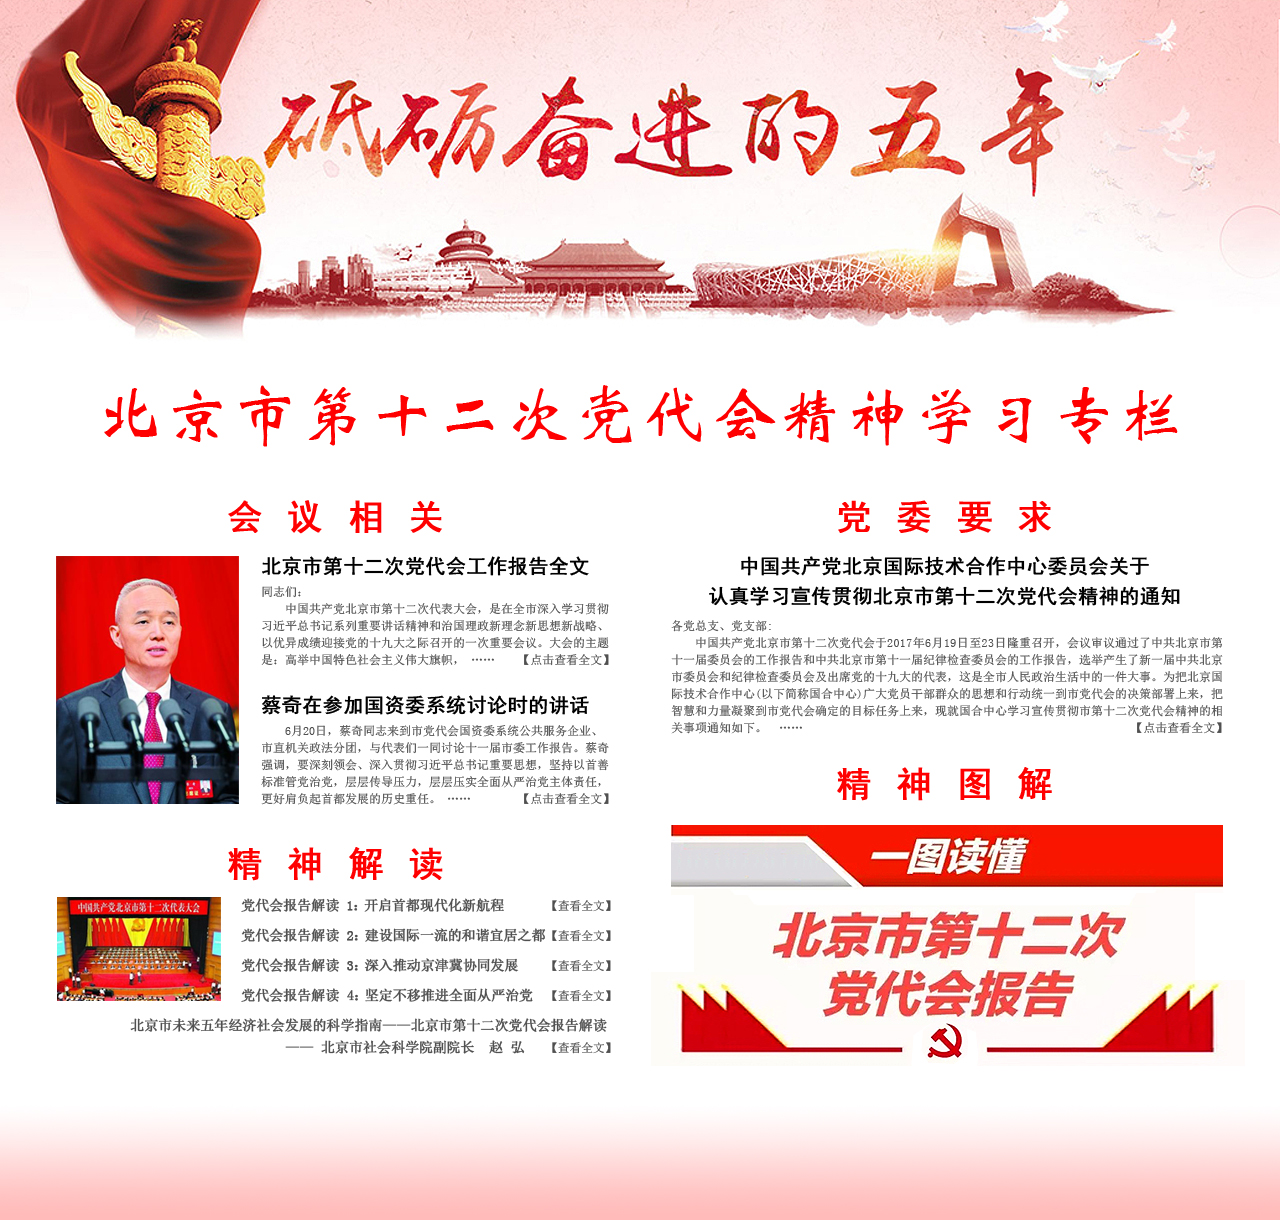 砥砺奋进的五年
北京市第十二次党代会精神学习专栏
会议相关
北京市第十二次党代会工作报告全文
同志们：
中国共产党北京市第十二次代表大会，是在全市深入学习贯彻
习近平总书记系列重要讲话精神和治国理政新理念新思想新战略、
以优异成绩迎接党的十九大之际召开的一次重要会议。大会的主题
是：高举中国特色社会主义伟大旗帜， …… 【点击查看全文】
蔡奇在参加国资委系统讨论时的讲话
6月20日，蔡奇同志来到市党代会国资委系统公共服务企业、
市直机关政法分团，与代表们一同讨论十一届市委工作报告。蔡奇
强调，要深刻领会、深入贯彻习近平总书记重要思想，坚持以首善
标准管党治党，层层传导压力，层层压实全面从严治党主体责任，
更好肩负起首都发展的历史重任。 …… 【点击查看全文】
精神解读
中国共产党北京市第十二次代表大会
党代会报告解读 1：开启首都现代化新航程 【查看全文】
党代会报告解读 2：建设国际一流的和谐宜居之都 【查看全文】
党代会报告解读 3：深入推动京津冀协同发展 【查看全文】
党代会报告解读 4：坚定不移推进全面从严治党 【查看全文】
北京市未来五年经济社会发展的科学指南——北京市第十二次党代会报告解读
—— 北京市社会科学院副院长 赵 弘 【查看全文】
党委要求
中国共产党北京国际技术合作中心委员会关于
认真学习宣传贯彻北京市第十二次党代会精神的通知
各党总支、党支部：
中国共产党北京市第十二次党代会于2017年6月19日至23日隆重召开，会议审议通过了中共北京市第
十一届委员会的工作报告和中共北京市第十一届纪律检查委员会的工作报告，选举产生了新一届中共北京
市委员会和纪律检查委员会及出席党的十九大的代表，这是全市人民政治生活中的一件大事。为把北京国
际技术合作中心(以下简称国合中心)广大党员干部群众的思想和行动统一到市党代会的决策部署上来，把
智慧和力量凝聚到市党代会确定的目标任务上来，现就国合中心学习宣传贯彻市第十二次党代会精神的相
关事项通知如下。 …… 【点击查看全文】
精神图解
一图读懂
北京市第十二次
党代会报告